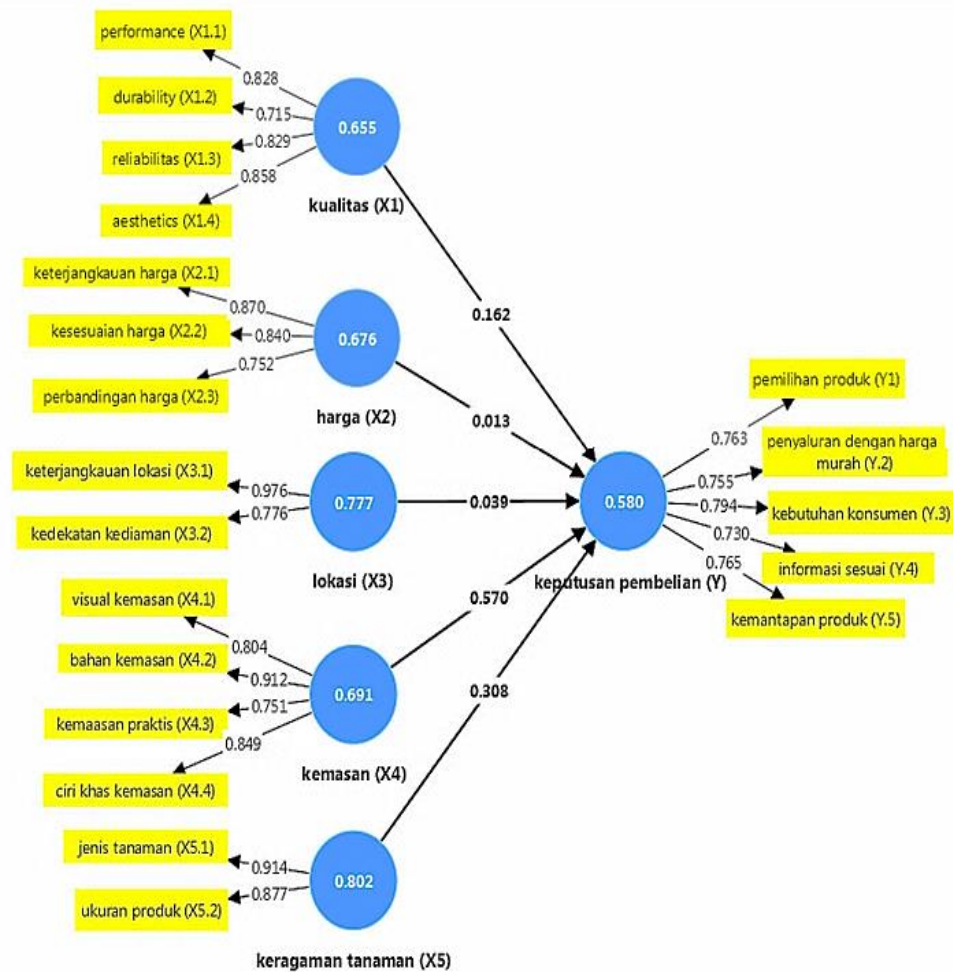 performance (X1.1)
0.828
durability (X1.2)
0.715
0.655
reliabilitas (X1.3)
0.829
0.858
aesthetics (X1.4)
kualitas (X1)
keterjangkauan harga (X2.1)
0.870
kesesuaian harga (X2.2)
0.840
0.676
0.752
perbandingan harga (X2.3)
harga (X2)
0.162
0.013
keterjangkauan lokasi (X3.1)
0.976
0.776
kedekatan kediaman (X3.2)
0.777
lokasi (X3)
0.039
visual kemasan (X4.1)
0.804
bahan kemasan (X4.2)
0.912
0.691
kemaasan praktis (X4.3)
0.751
0.849
ciri khas kemasan (X4.4)
kemasan (X4)
0.570
jenis tanaman (X5.1)
0.914
0.877
ukuran produk (X5.2)
0.802
keragaman tanaman (X5)
0.308
0.580
keputusan pembelian (Y)
pemilihan produk (Y1)
0.763
penyaluran dengan harga
murah (Y.2)
0.755
0.794
kebutuhan konsumen (Y.3)
0.730
informasi sesuai (Y.4)
0.765
kemantapan produk (Y.5)